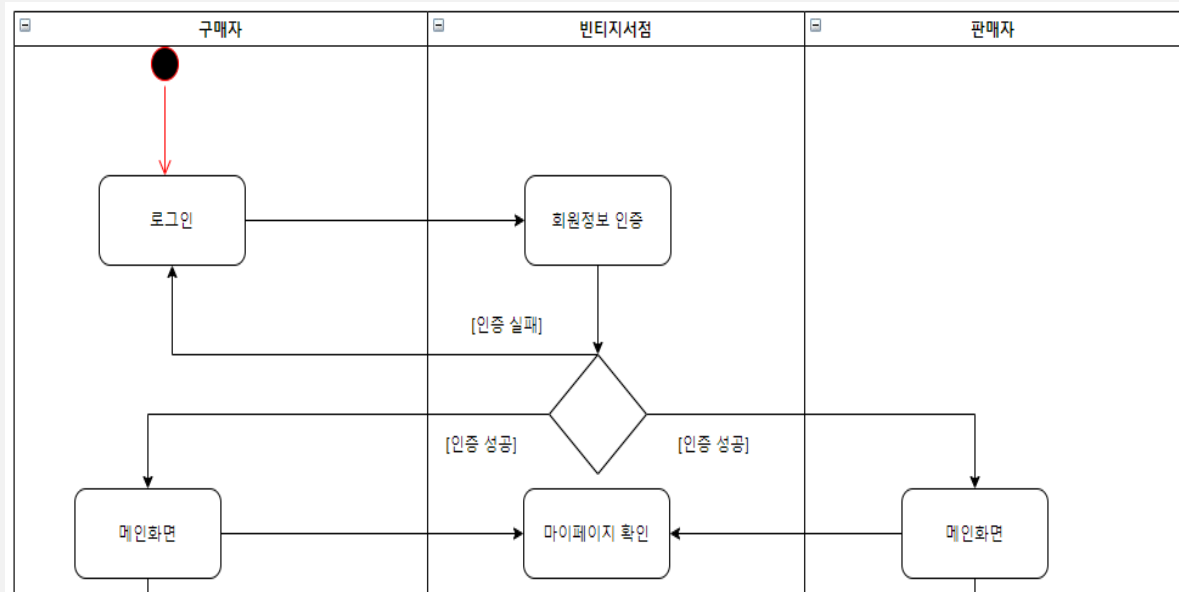 구매자
빈티지서점
판매자
로그인
회원정보 인증
[인증 실패]
[인증 성공]
[인증 성공]
메인화면
마이페이지 확인
메인화면